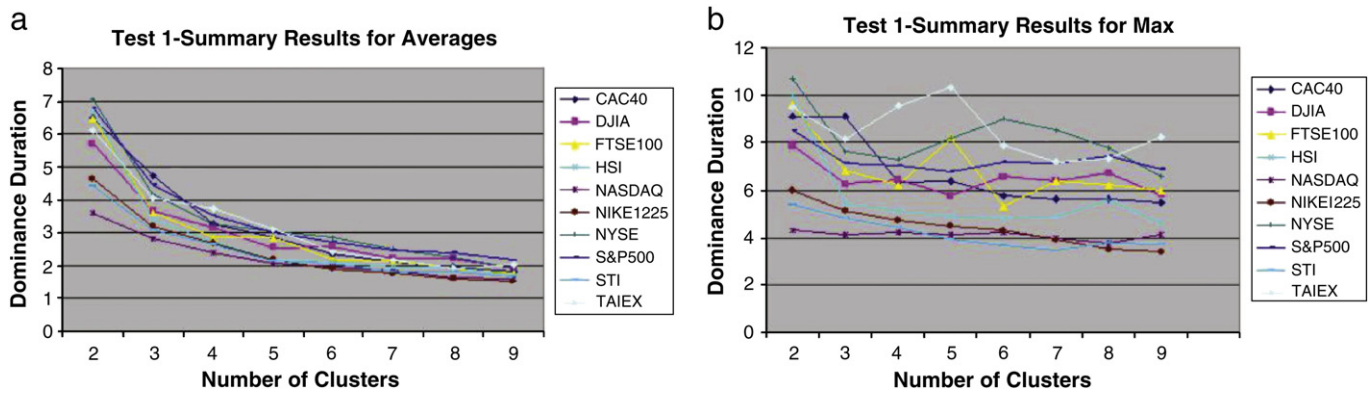 a
Test 1-Summary Results for Averages
Dominance Duration
8
7
6
5
4
3
2
1
0
2 3 4 5 6 7 8 9
Number of Clusters
CAC40
DJIA
FTSE100
HSI
NASDAQ
NIKE1225
NYSE
S&P500
STI
TAIEX
b
Test 1-Summary Results for Max
Dominance Duration
12
10
8
6
4
2
0
2 3 4 5 6 7 8 9
Number of Clusters
CAC40
DJIA
FTSE100
HSI
NASDAQ
NIKEI225
NYSE
S&P500
STI
TAIEX